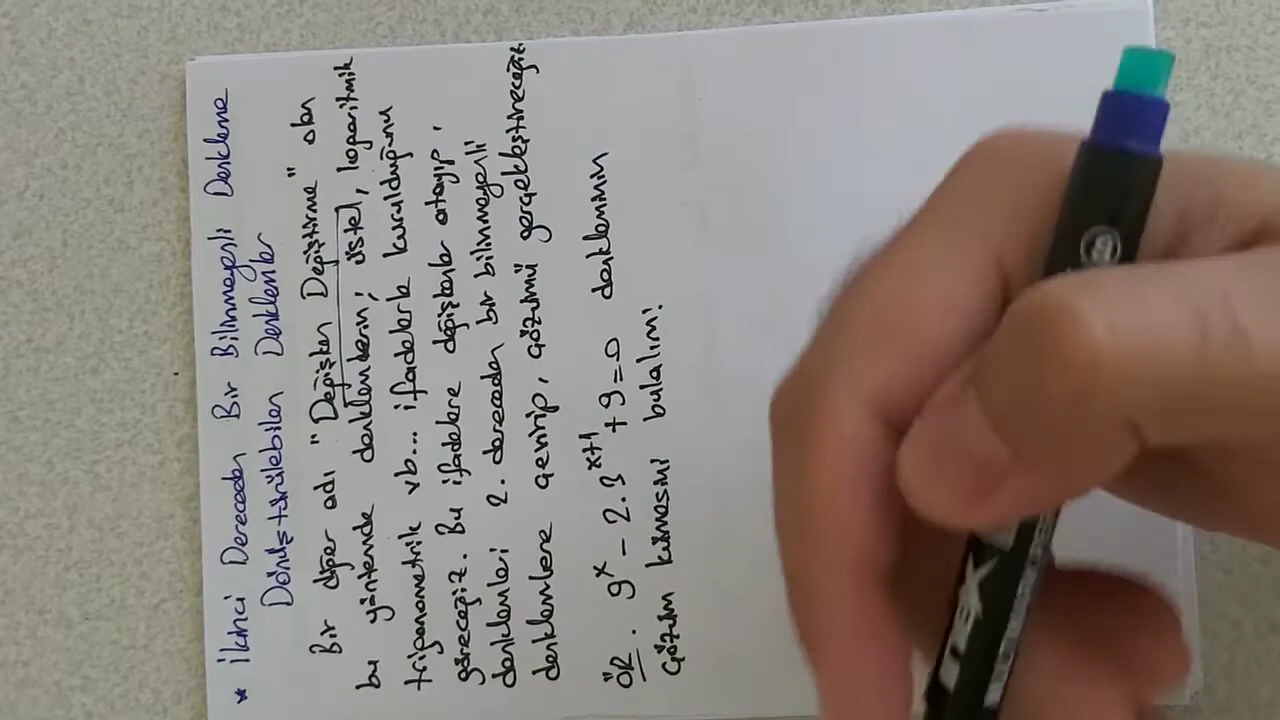 * İkinci Dereceden Bir Bilinmeyenli Denkleme
Dönüştürülebilen Denklemler
Bir diğer adı "Değişken Değiştirme" olan
bu yöntemde denklemlerin; üstel, logaritmik
trigonometrik vb... ifadelerle kurulduğunu
göreceğiz. Bu ifadelere değişkenler atayıp,
denklemleri 2. dereceden bir bilinmeyenli
denklemlere çevirip, çözümü gerçekleştireceğiz.
ÖR. 9^x - 2.3^x+1 + 9 = 0 denkleminin
çözüm kümesini bulalım!